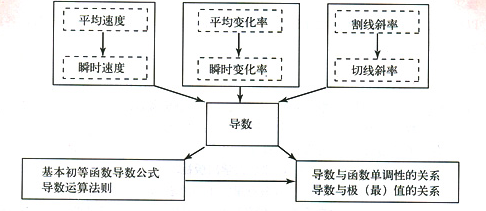 平均速度
平均变化率
割线斜率
瞬时速度
瞬时变化率
切线斜率
导数
基本初等函数导数公式
导数运算法则
导数与函数单调性的关系
导数与极（最）值的关系